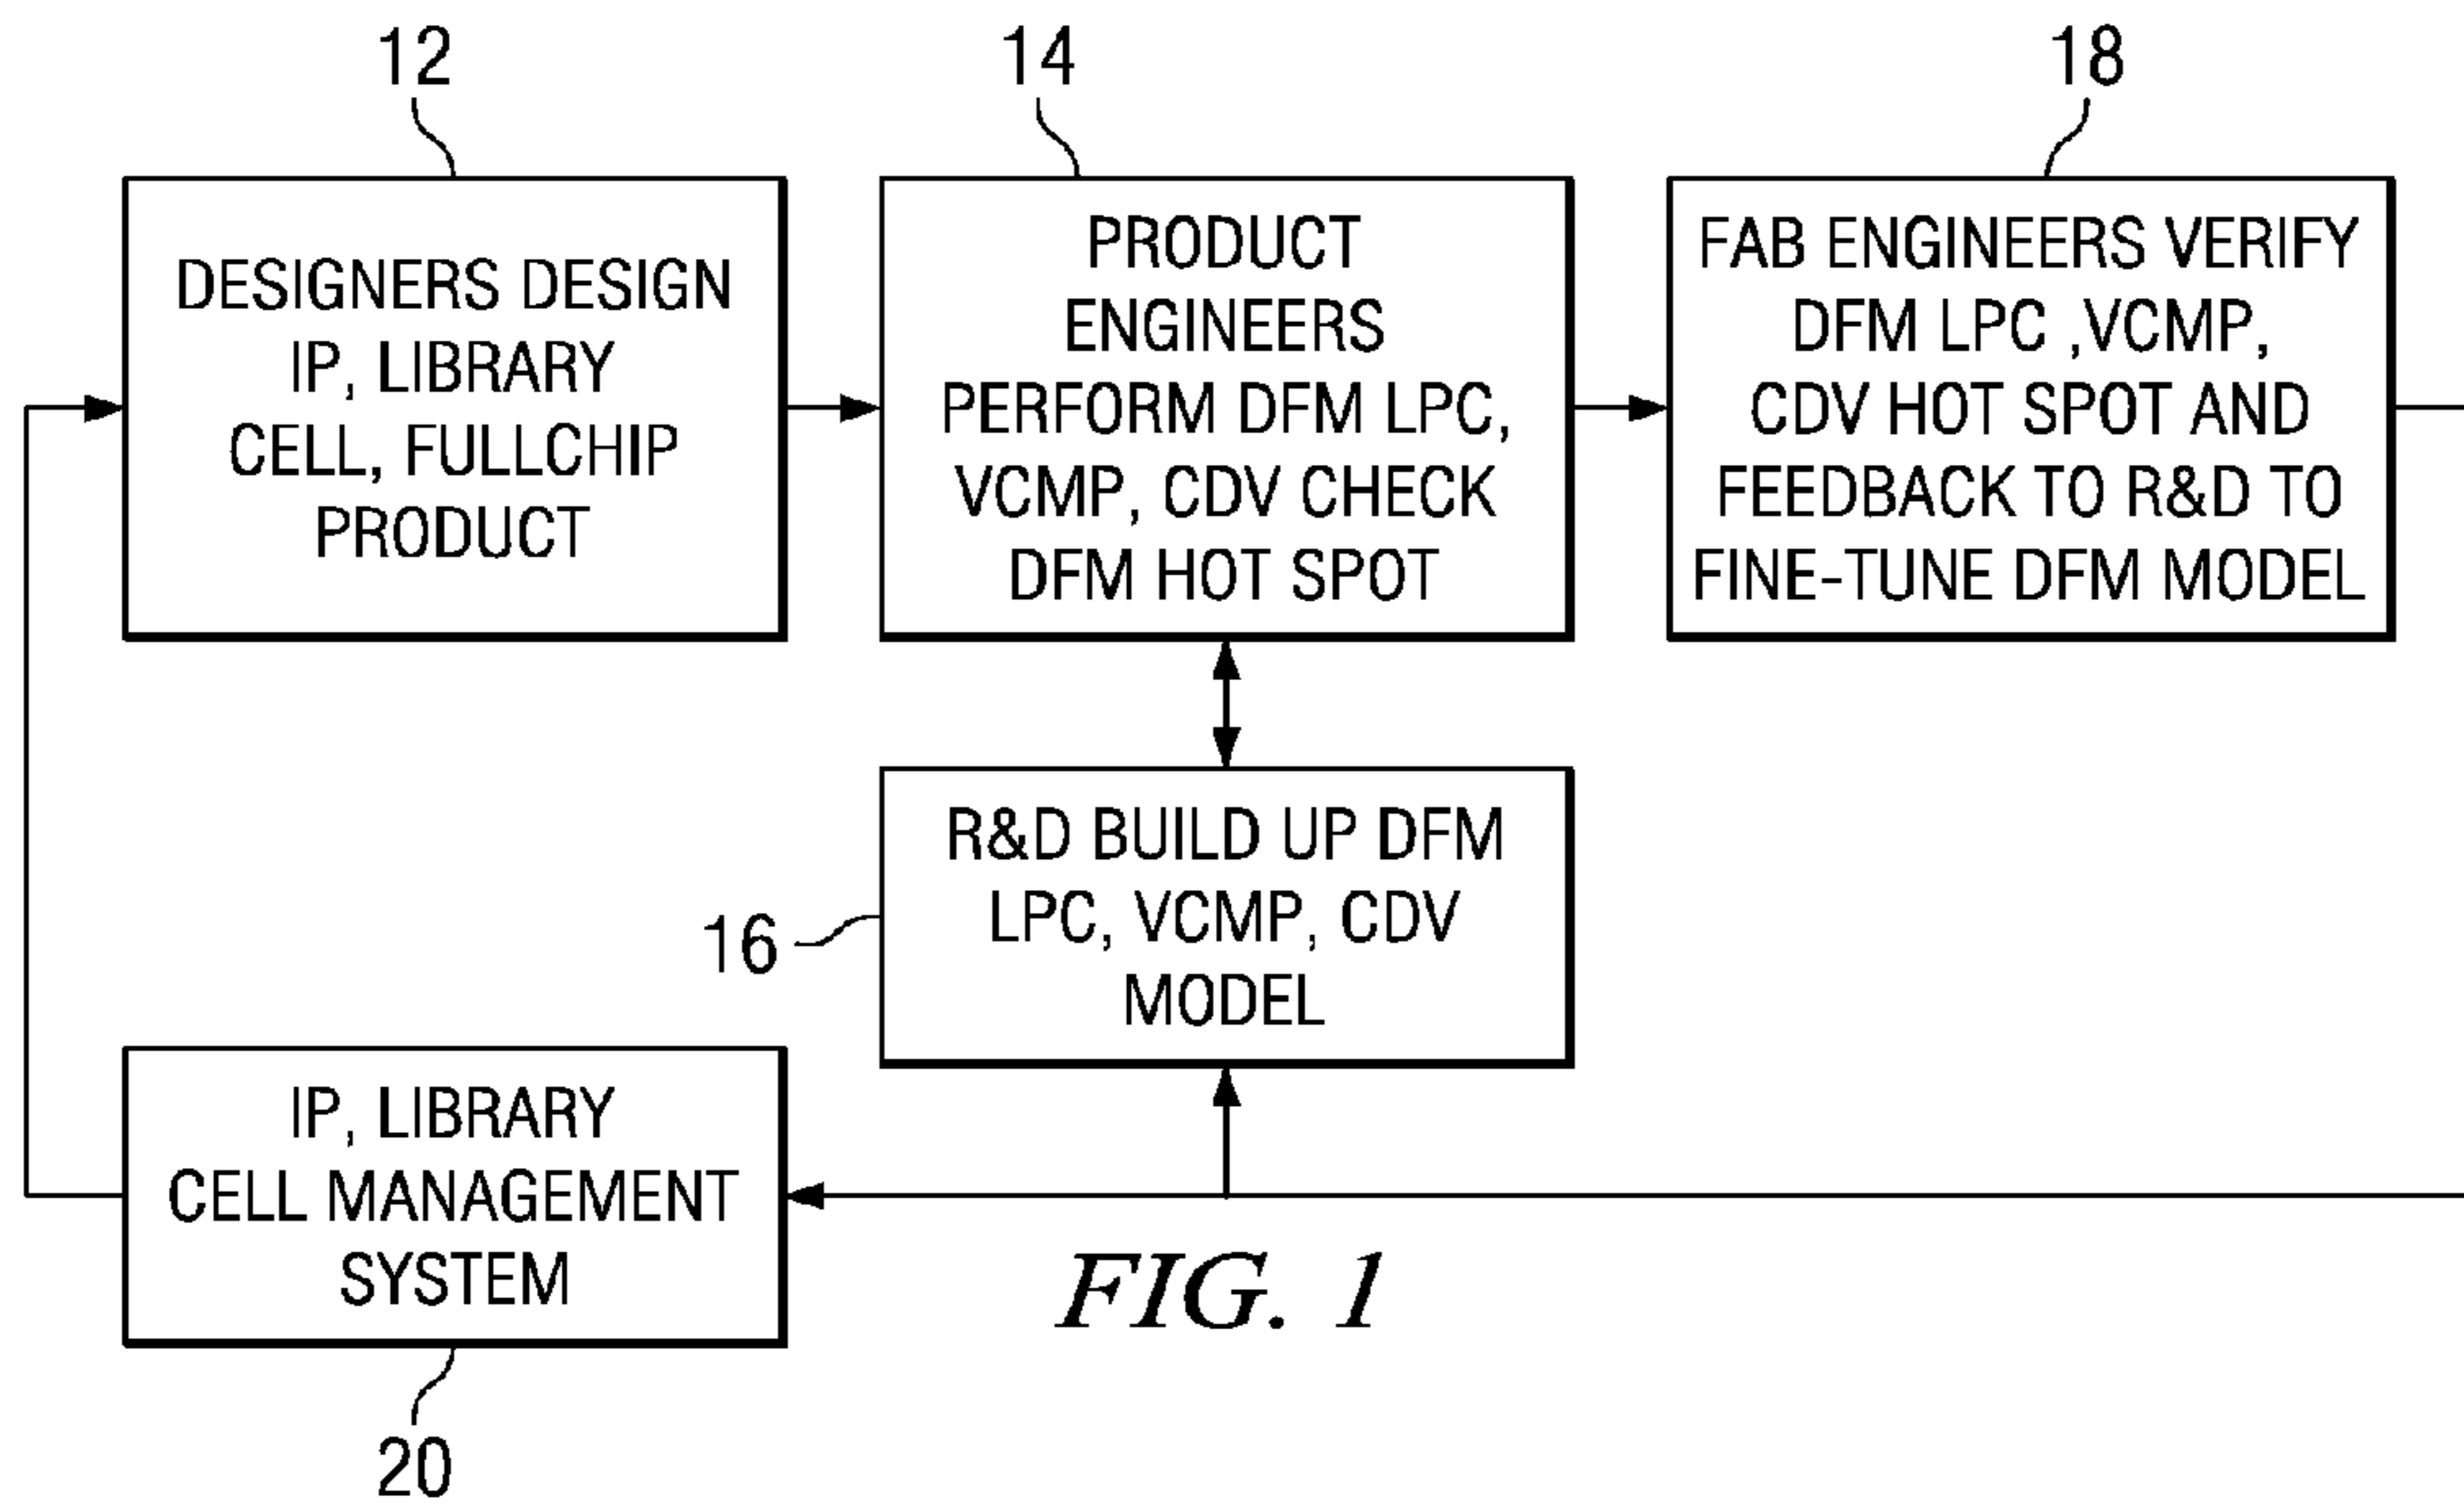 12
14
18
DESIGNERS DESIGN
IP, LIBRARY
CELL, FULLCHIP
PRODUCT
PRODUCT
ENGINEERS
PERFORM DFM LPC,
VCMP, CDV CHECK
DFM HOT SPOT
FAB ENGINEERS VERIFY
DFM LPC ,VCMP,
CDV HOT SPOT AND
FEEDBACK TO R&D TO
FINE-TUNE DFM MODEL
16
R&D BUILD UP DFM
LPC, VCMP, CDV
MODEL
IP, LIBRARY
CELL MANAGEMENT
SYSTEM
20
FIG. 1